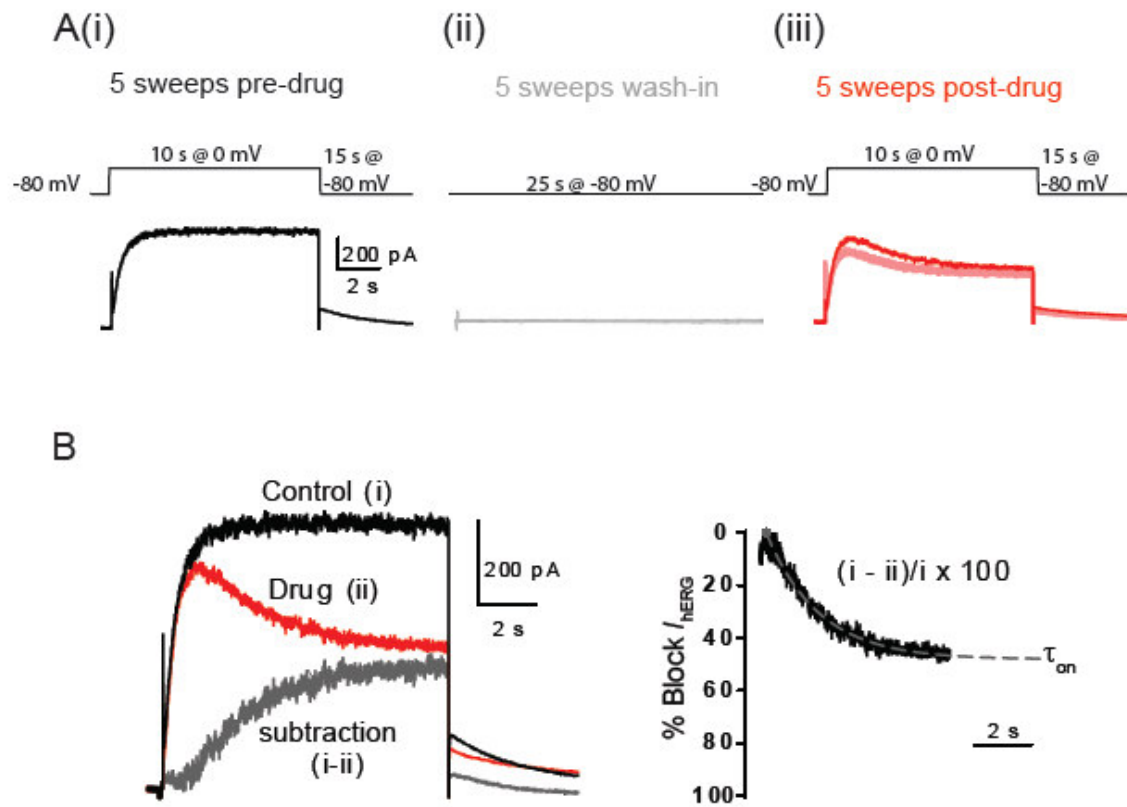 A(i)
(ii)
(iii)
5 sweeps pre-drug
5 sweeps wash-in
5 sweeps post-drug
10 s @ 0 mV
15 s @
-80 mV
-80 mV
25 s @ -80 mV
10 s @ 0 mV
15 s @
-80 mV
-80 mV
200 pA
2 s
B
Control (i)
Drug (ii)
subtraction
(i-ii)
200 pA
2 s
% Block IhERG
0
20
40
60
80
100
(i - ii)/i x 100
τon
2 s